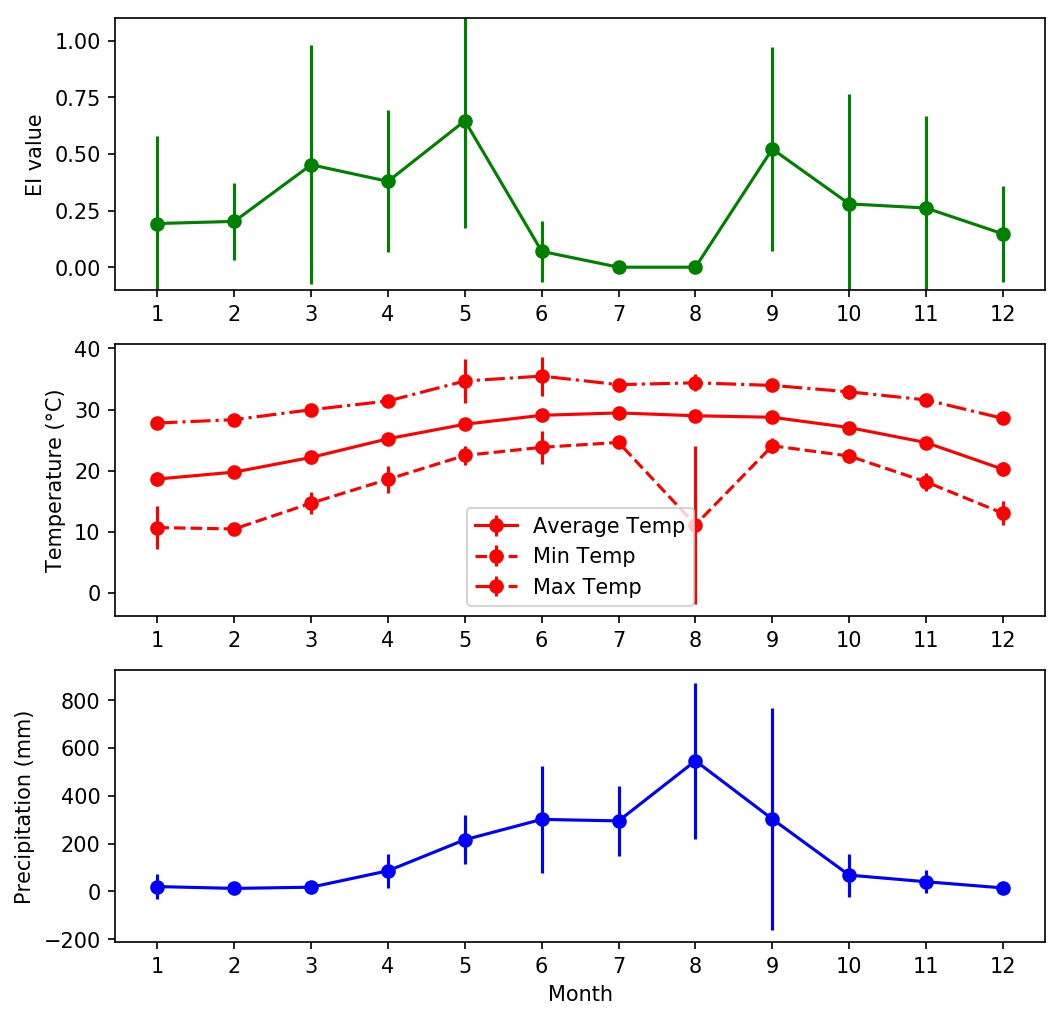 EI value
1.00
0.75
0.50
0.25
0.00
1 2 3 4 5 6 7 8 9 10 11 12
Temperature (°C)
40
30
20
10
0
Average Temp
Min Temp
Max Temp
1 2 3 4 5 6 7 8 9 10 11 12
Precipitation (mm)
800
600
400
200
0
−200
1 2 3 4 5 6 7 8 9 10 11 12
Month